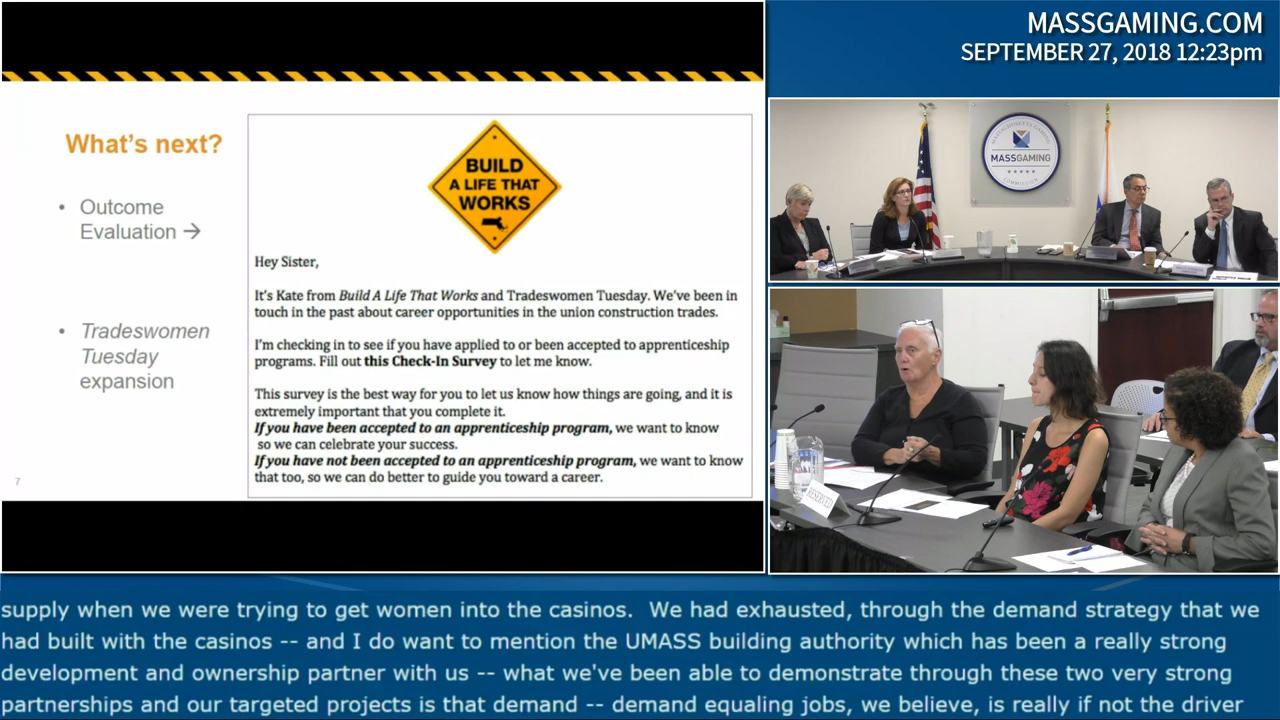 MASSGAMING.COM
SEPTEMBER 27, 2018 12:23pm
What's next?
• Outcome
Evaluation →
• Tradeswomen
Tuesday
expansion
7
BUILD
A LIFE THAT
WORKS
Hey Sister,
It's Kate from Build A Life That Works and Tradeswomen Tuesday. We've been in
touch in the past about career opportunities in the union construction trades.
I'm checking in to see if you have applied to or been accepted to apprenticeship
programs. Fill out this Check-In Survey to let me know.
This survey is the best way for you to let us know how things are going, and it is
extremely important that you complete it.
If you have been accepted to an apprenticeship program, we want to know
so we can celebrate your success.
If you have not been accepted to an apprenticeship program, we want to know
that too, so we can do better to guide you toward a career.
MASSACHUSETTS GAMING
MASSGAMING
COMMISSION
RESERVED
supply when we were trying to get women into the casinos.  We had exhausted, through the demand strategy that we
had built with the casinos -- and I do want to mention the UMASS building authority which has been a really strong
development and ownership partner with us -- what we've been able to demonstrate through these two very strong
partnerships and our targeted projects is that demand -- demand equaling jobs, we believe, is really if not the driver